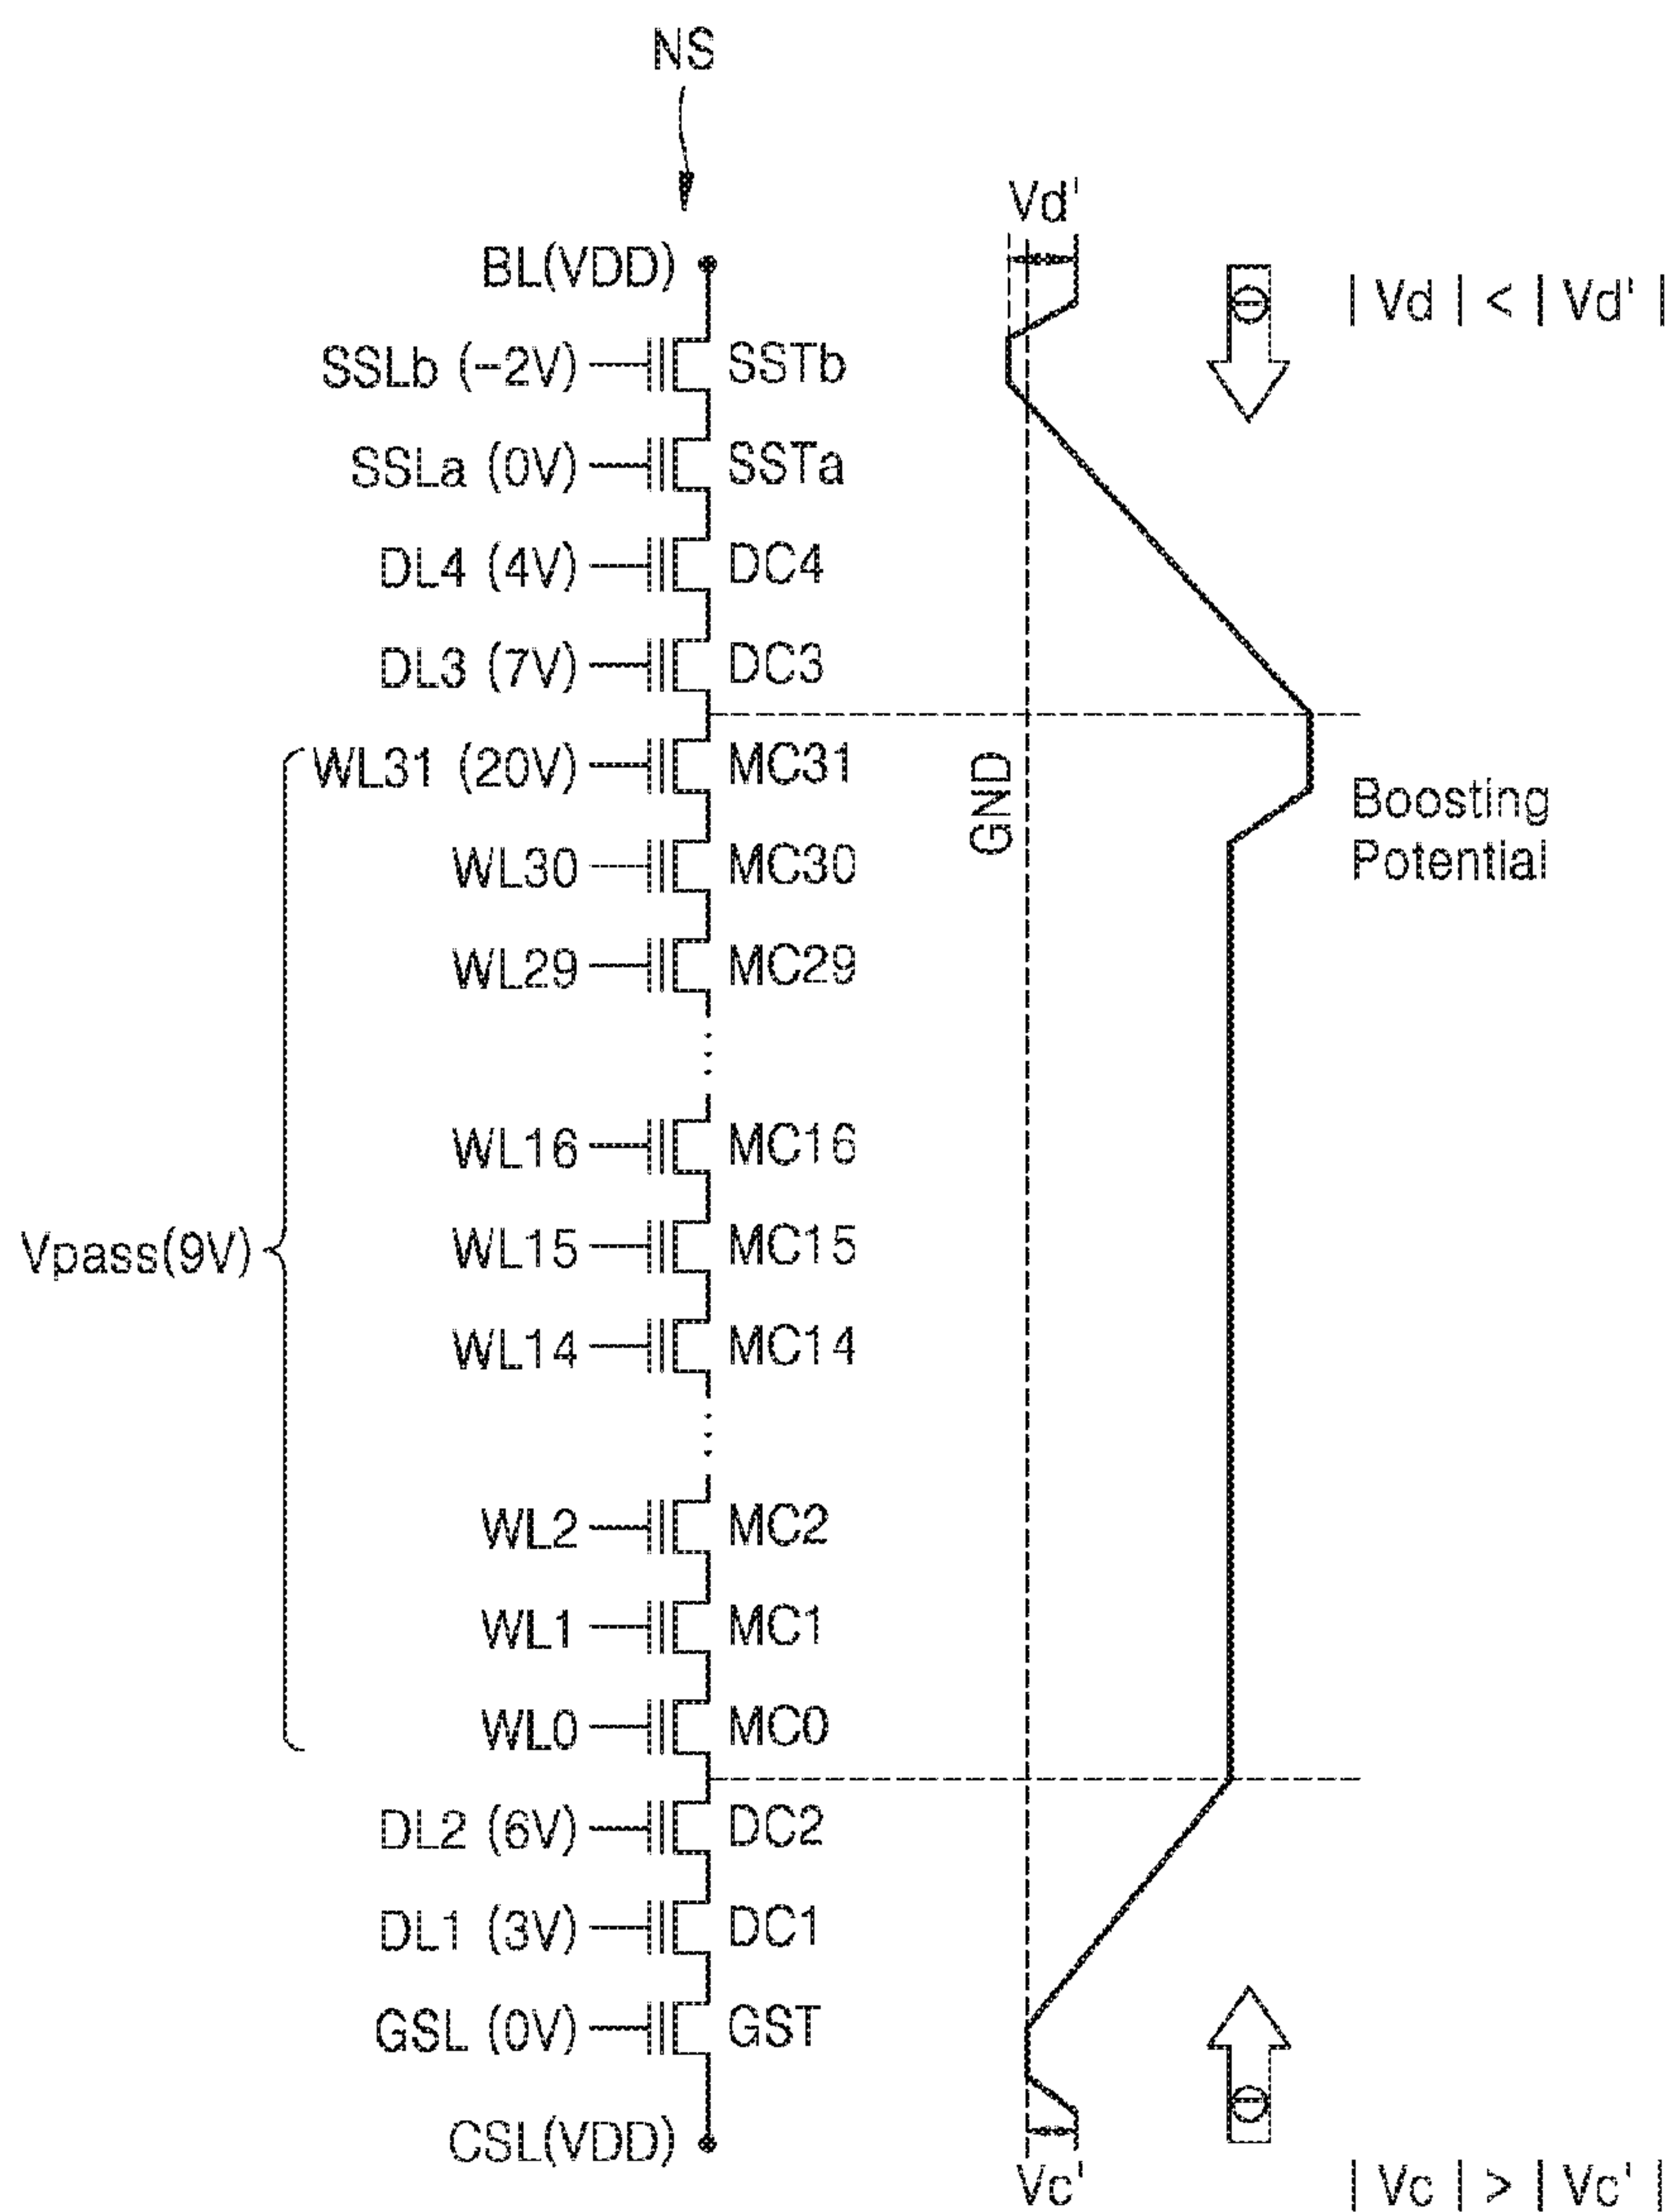 NS
Vd'
BL(VDD)
| Vd | < | Vd' |
SSLb (-2V) SSTb
SSLa (0V) SSTa
DL4 (4V) DC4
DL3 (7V) DC3
WL31 (20V) MC31
GND
Boosting
Potential
WL30 MC30
WL29 MC29
WL16 MC16
Vpass(9V)
WL15 MC15
WL14 MC14
WL2 MC2
WL1 MC1
WL0 MC0
DL2 (6V) DC2
DL1 (3V) DC1
GSL (0V) GST
CSL(VDD)
Vc'
| Vc | > | Vc' |